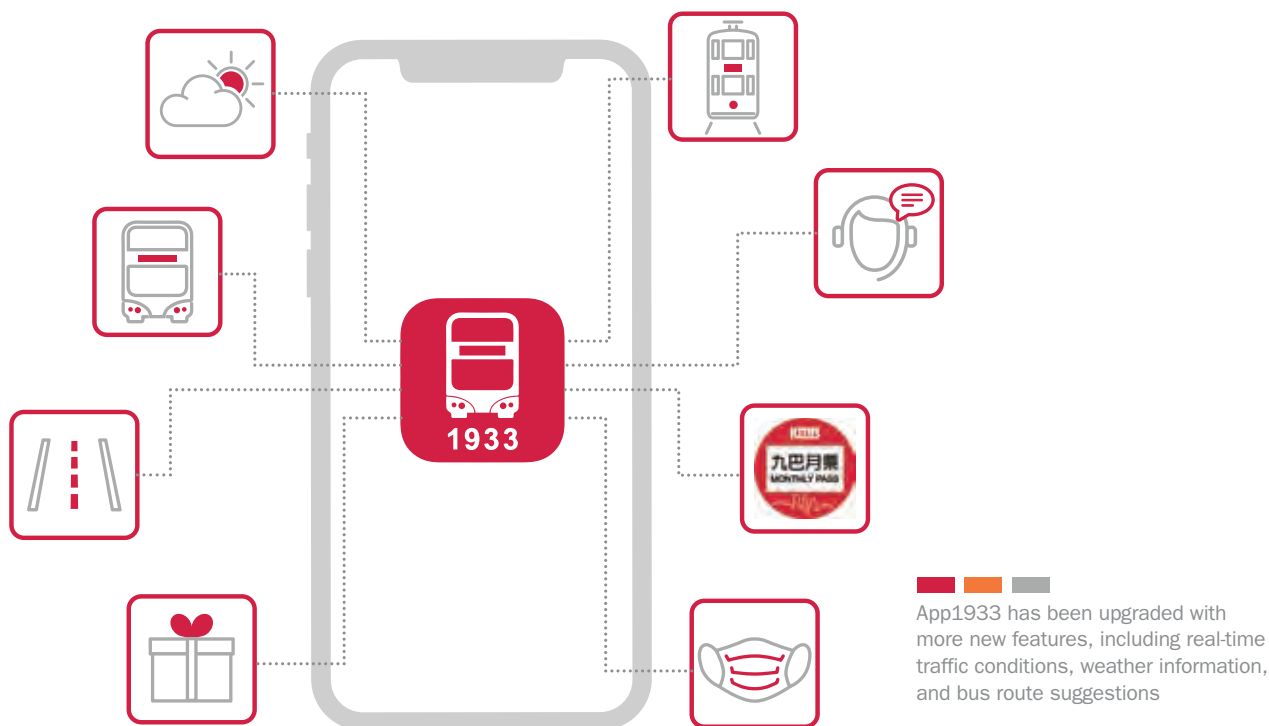 1933
九巴月票
MONTHLY PASS
App1933 has been upgraded with
more new features, including real-time
traffic conditions, weather information,
and bus route suggestions